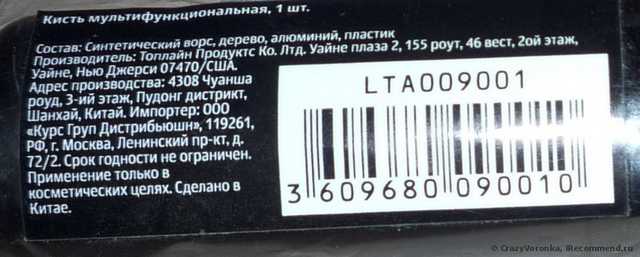 Кисть мультифункциональная, 1 шт.
Состав: Синтетический ворс, дерево, алюминий, пластик
Производитель: Топлайн Продуктс Ко. Лтд. Уайне плаза 2, 155 роут, 46 вест, 2ой этаж,
Уайне, Нью Джерси 07470/США.
Адрес производства: 4308 Чуанша
роуд, 3-ий этаж, Пудонг дистрикт,
Шанхай, Китай. Импортер: ООО
«Курс Груп Дистрибьюшн», 119261,
РФ, г. Москва, Ленинский пр-кт, д.
72/2. Срок годности не ограничен.
Применение только в
косметических целях. Сделано в
Китае.
LTA009001
3 609680 090010
© CrazyVoronka, iRecommend.ru